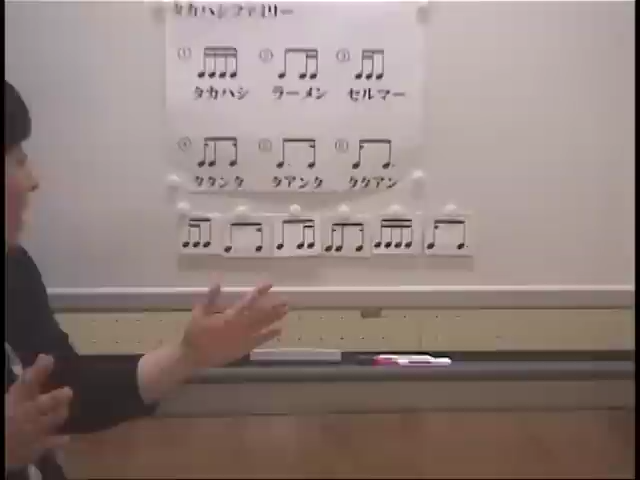 タカハシファミリー
① ② ③
タカハシ ラーメン セルマー
④ ⑤ ⑥
タタンタ タアンタ タタアン